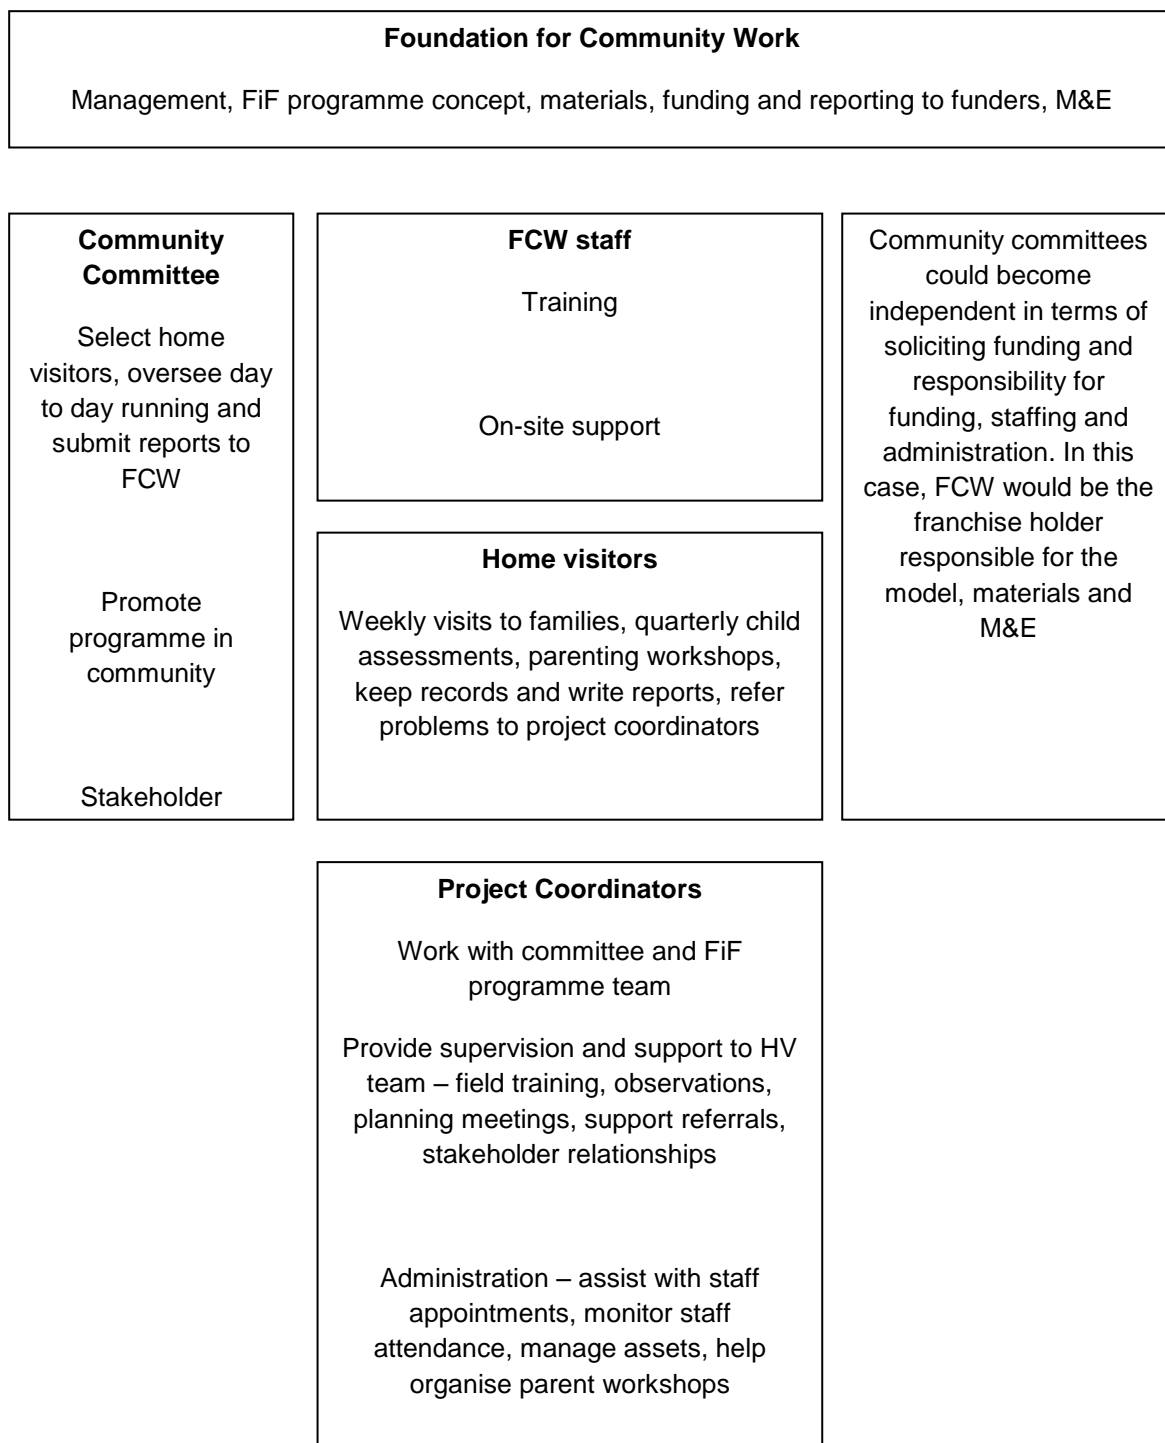 Foundation for Community Work
Management, FiF programme concept, materials, funding and reporting to funders, M&E
Community
Committee
Select home
visitors, oversee day
to day running and
submit reports to
FCW
Promote
programme in
community
Stakeholder
FCW staff
Training
On-site support
Home visitors
Weekly visits to families, quarterly child
assessments, parenting workshops,
keep records and write reports, refer
problems to project coordinators
Community committees
could become
independent in terms of
soliciting funding and
responsibility for
funding, staffing and
administration. In this
case, FCW would be the
franchise holder
responsible for the
model, materials and
M&E
Project Coordinators
Work with committee and FiF
programme team
Provide supervision and support to HV
team – field training, observations,
planning meetings, support referrals,
stakeholder relationships
Administration – assist with staff
appointments, monitor staff
attendance, manage assets, help
organise parent workshops